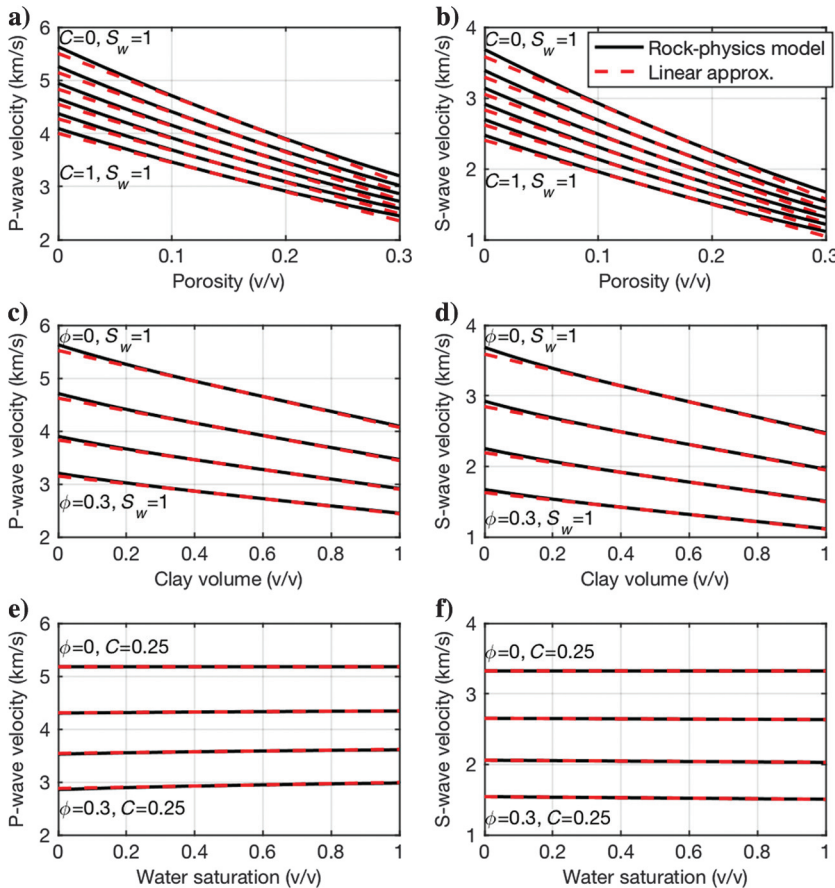 a)
P-wave velocity (km/s)
6
5
4
3
2
C=0, S_w=1
C=1, S_w=1
0 0.1 0.2 0.3
Porosity (v/v)
b)
S-wave velocity (km/s)
4
3
2
1
C=0, S_w=1
C=1, S_w=1
Rock-physics model
Linear approx.
0 0.1 0.2 0.3
Porosity (v/v)
c)
P-wave velocity (km/s)
6
5
4
3
2
ϕ=0, S_w=1
ϕ=0.3, S_w=1
0 0.2 0.4 0.6 0.8 1
Clay volume (v/v)
d)
S-wave velocity (km/s)
4
3
2
1
ϕ=0, S_w=1
ϕ=0.3, S_w=1
0 0.2 0.4 0.6 0.8 1
Clay volume (v/v)
e)
P-wave velocity (km/s)
6
5
4
3
2
ϕ=0, C=0.25
ϕ=0.3, C=0.25
0 0.2 0.4 0.6 0.8 1
Water saturation (v/v)
f)
S-wave velocity (km/s)
4
3
2
1
ϕ=0, C=0.25
ϕ=0.3, C=0.25
0 0.2 0.4 0.6 0.8 1
Water saturation (v/v)